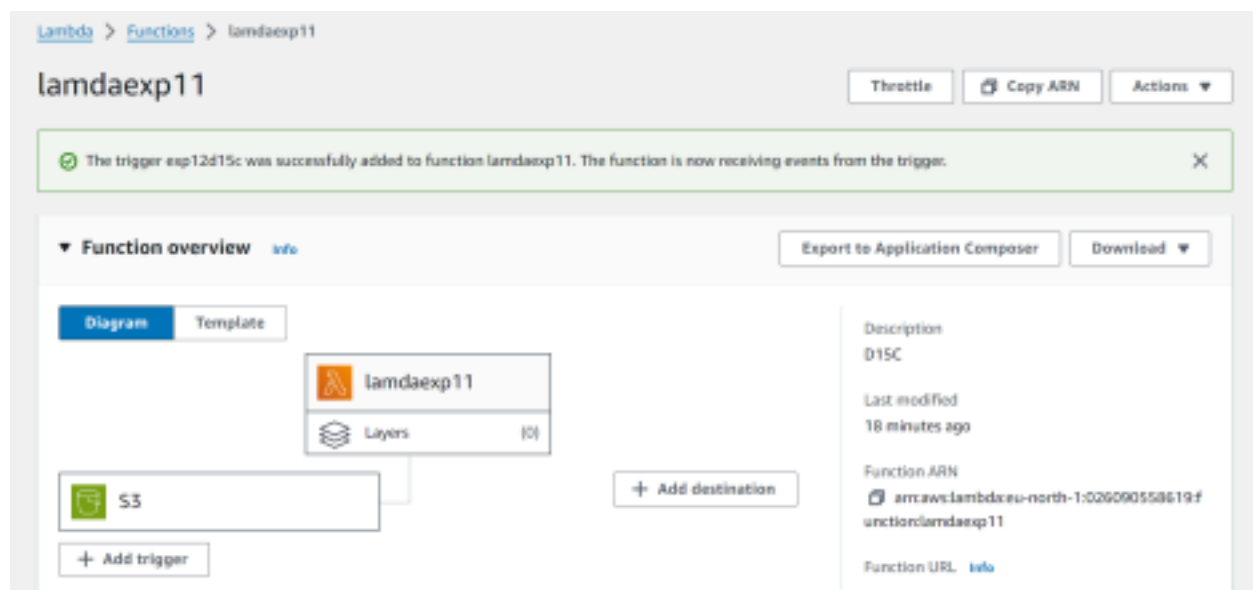 Lambda > Functions > lamdaexp11
lamdaexp11
Throttle
Copy ARN
Actions
The trigger exp12d15c was successfully added to function lamdaexp11. The function is now receiving events from the trigger.
Function overview Info
Export to Application Composer
Download
Diagram
Template
lamdaexp11
Layers (0)
S3
+ Add destination
+ Add trigger
Description
D15C
Last modified
18 minutes ago
Function ARN
arn:aws:lambda:eu-north-1:026090558619:f
unction:lamdaexp11
Function URL Info